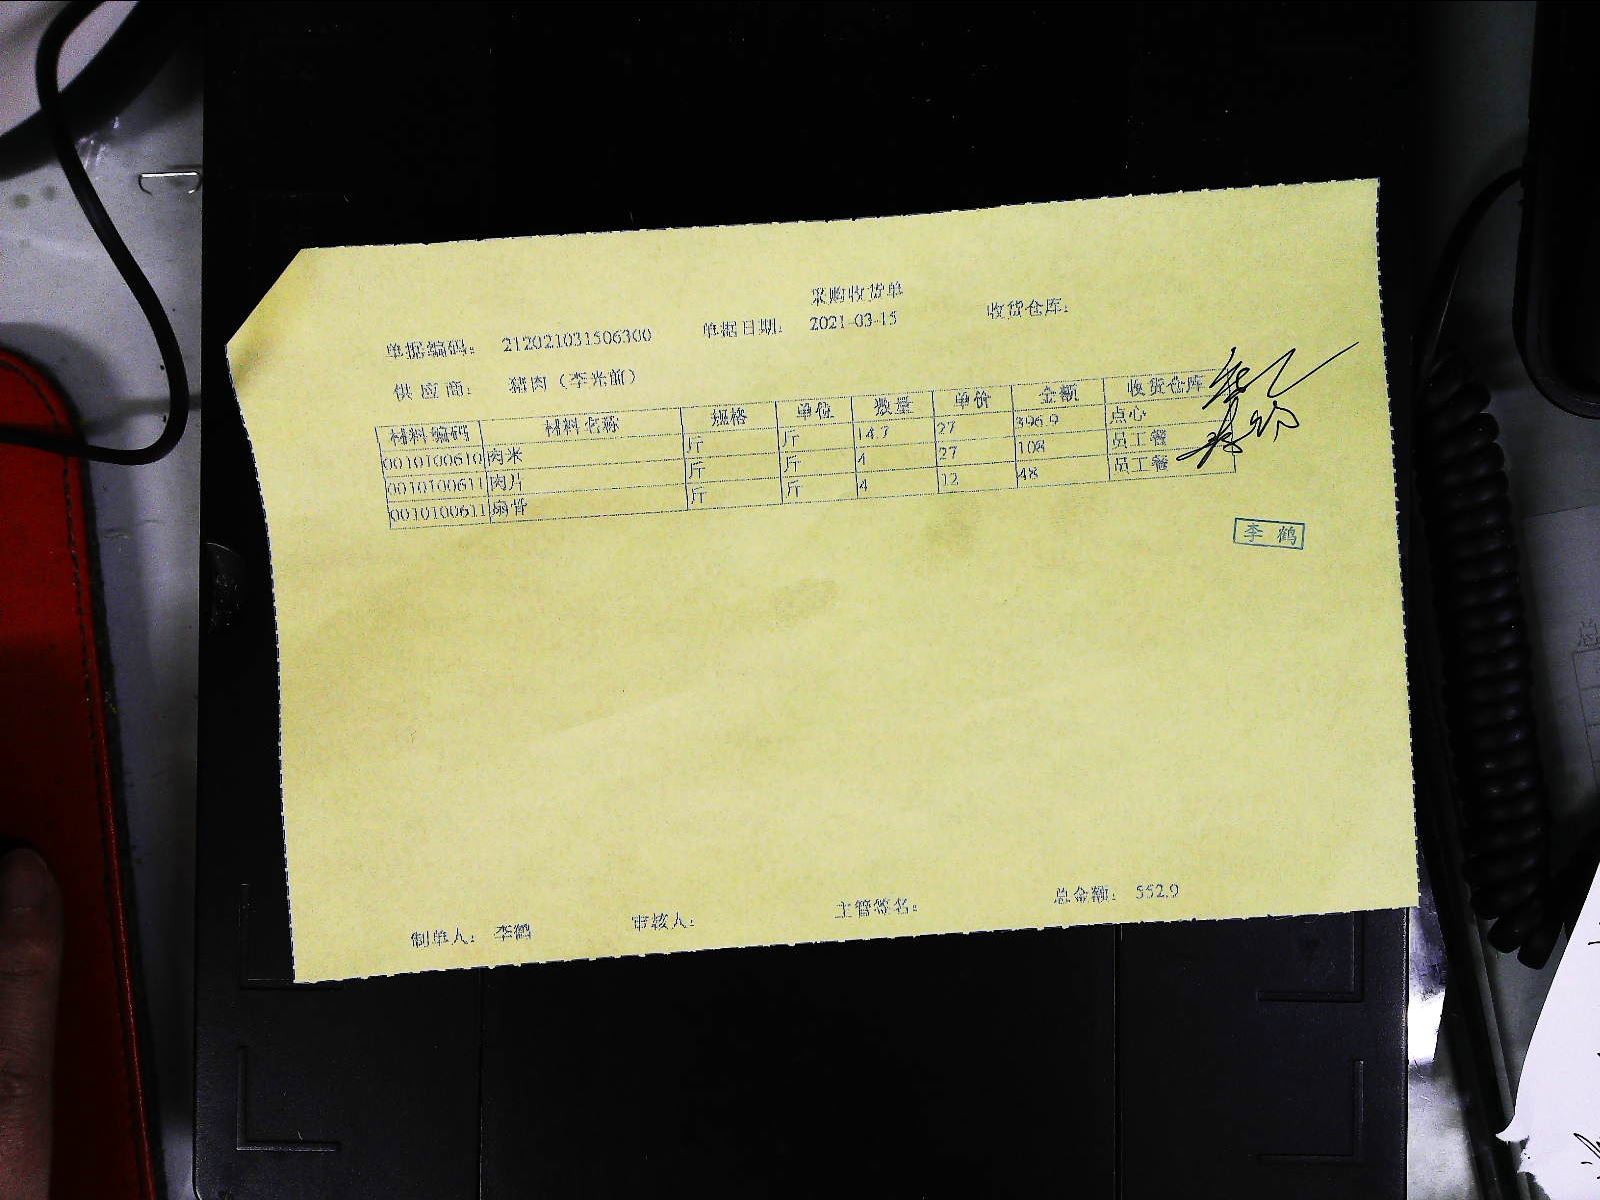 采购收货单
单据编码： 212021031506300 单据日期： 2021-03-15 收货仓库：
供应商： 猪肉（李光前）
材料编码 材料名称 规格 单位 数量 单价 金额 收货仓库
0010100610 肉米 斤 斤 14.7 27 396.9 点心
0010100611 肉片 斤 斤 4 27 108 员工餐
0010100611 扇骨 斤 斤 4 12 48 员工餐
李鹤
制单人： 李鹤 审核人： 主管签名： 总金额： 552.9